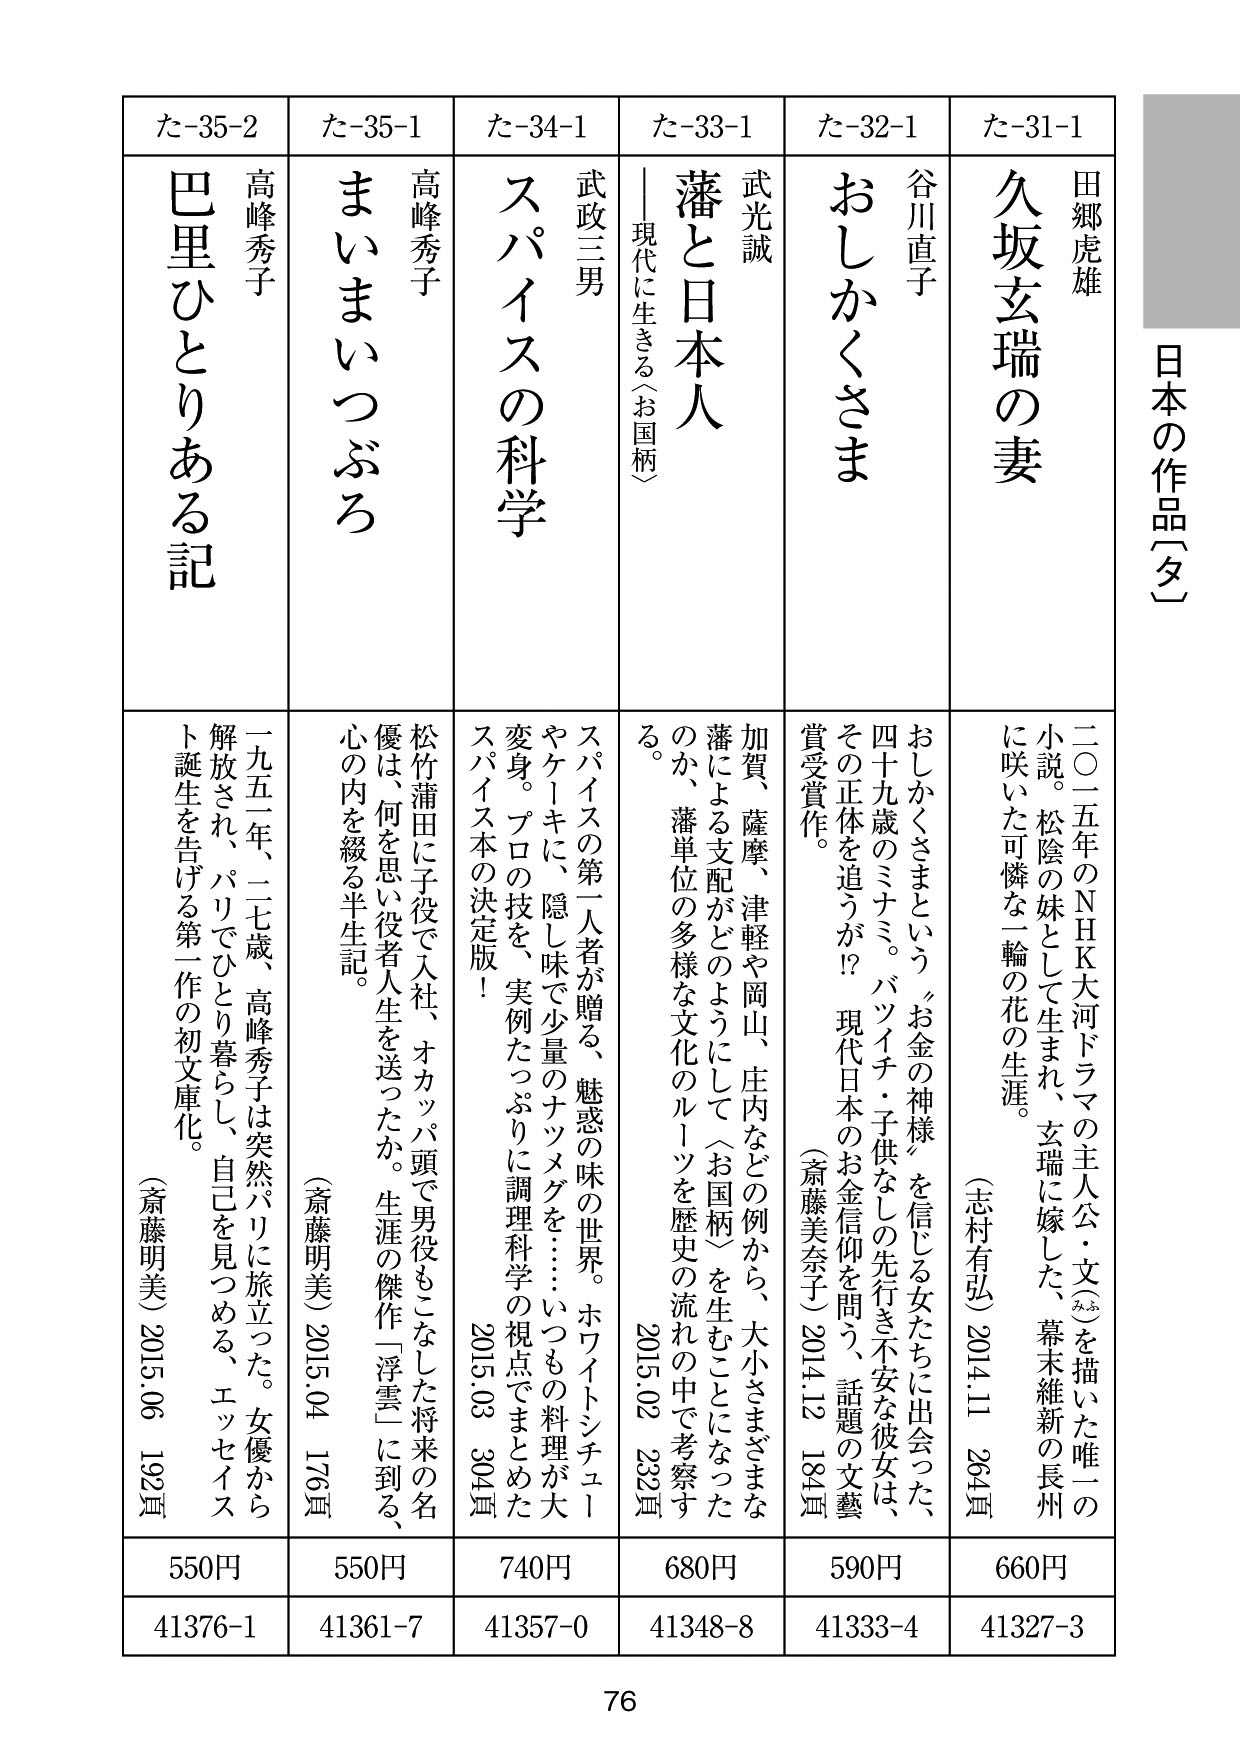 日本の作品〔タ〕
た-31-1
田郷虎雄
久坂玄瑞の妻
二〇一五年のNHK大河ドラマの主人公・文（みふ）を描いた唯一の
小説。松陰の妹として生まれ、玄瑞に嫁した、幕末維新の長州
に咲いた可憐な一輪の花の生涯。
（志村有弘）2014.11　264頁
660円
41327-3
た-32-1
谷川直子
おしかくさま
おしかくさまという〝お金の神様〟を信じる女たちに出会った、
四十九歳のミナミ。バツイチ・子供なしの先行き不安な彼女は、
その正体を追うが!?　現代日本のお金信仰を問う、話題の文藝
賞受賞作。　（斎藤美奈子）2014.12　184頁
590円
41333-4
た-33-1
武光誠
藩と日本人
——現代に生きる〈お国柄〉
加賀、薩摩、津軽や岡山、庄内などの例から、大小さまざまな
藩による支配がどのようにして〈お国柄〉を生むことになった
のか、藩単位の多様な文化のルーツを歴史の流れの中で考察す
る。　2015.02　232頁
680円
41348-8
た-34-1
武政三男
スパイスの科学
スパイスの第一人者が贈る、魅惑の味の世界。ホワイトシチュー
やケーキに、隠し味で少量のナツメグを……いつもの料理が大
変身。プロの技を、実例たっぷりに調理科学の視点でまとめた
スパイス本の決定版！　2015.03　304頁
740円
41357-0
た-35-1
高峰秀子
まいまいつぶろ
松竹蒲田に子役で入社、オカッパ頭で男役もこなした将来の名
優は、何を思い役者人生を送ったか。生涯の傑作「浮雲」に到る、
心の内を綴る半生記。
（斎藤明美）2015.04　176頁
550円
41361-7
た-35-2
高峰秀子
巴里ひとりある記
一九五一年、二七歳、高峰秀子は突然パリに旅立った。女優から
解放され、パリでひとり暮らし、自己を見つめる、エッセイス
ト誕生を告げる第一作の初文庫化。
（斎藤明美）2015.06　192頁
550円
41376-1
76